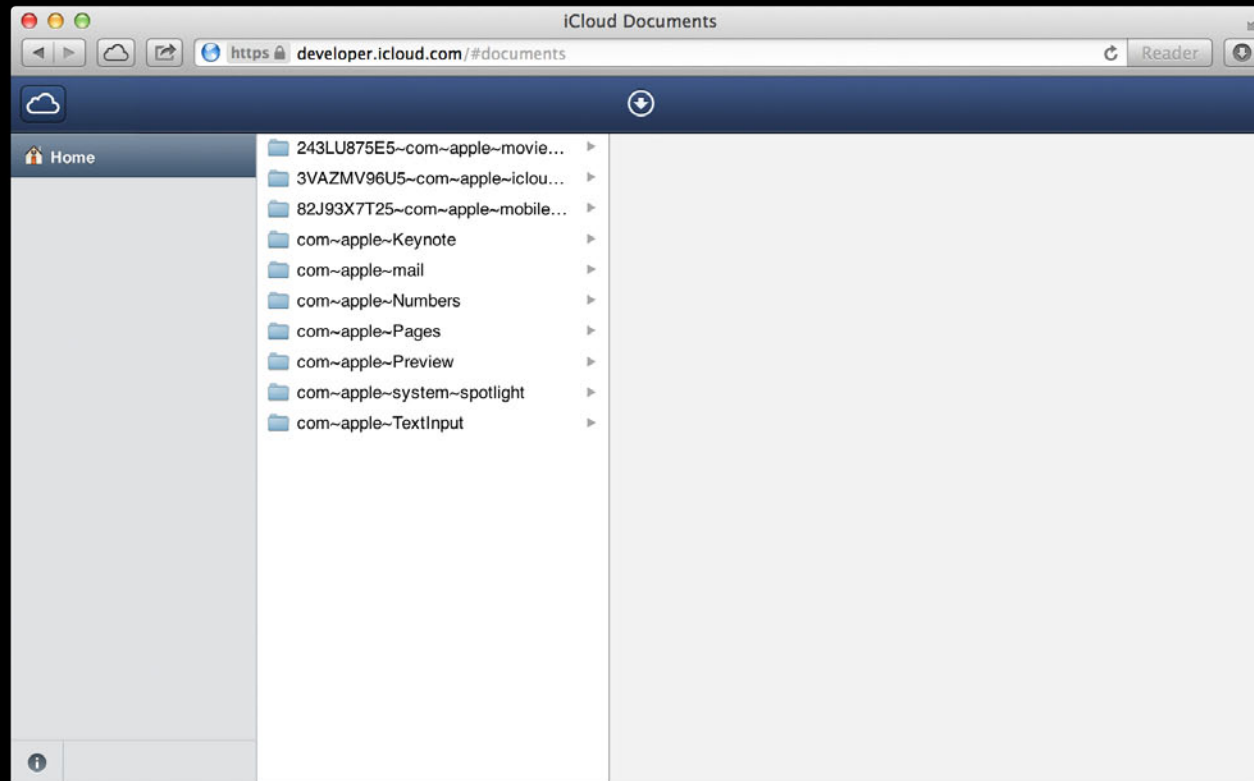 iCloud Documents
https developer.icloud.com/#documents
Reader
Home
243LU875E5~com~apple~movie...
3VAZMV96U5~com~apple~iclou...
82J93X7T25~com~apple~mobile...
com~apple~Keynote
com~apple~mail
com~apple~Numbers
com~apple~Pages
com~apple~Preview
com~apple~system~spotlight
com~apple~TextInput